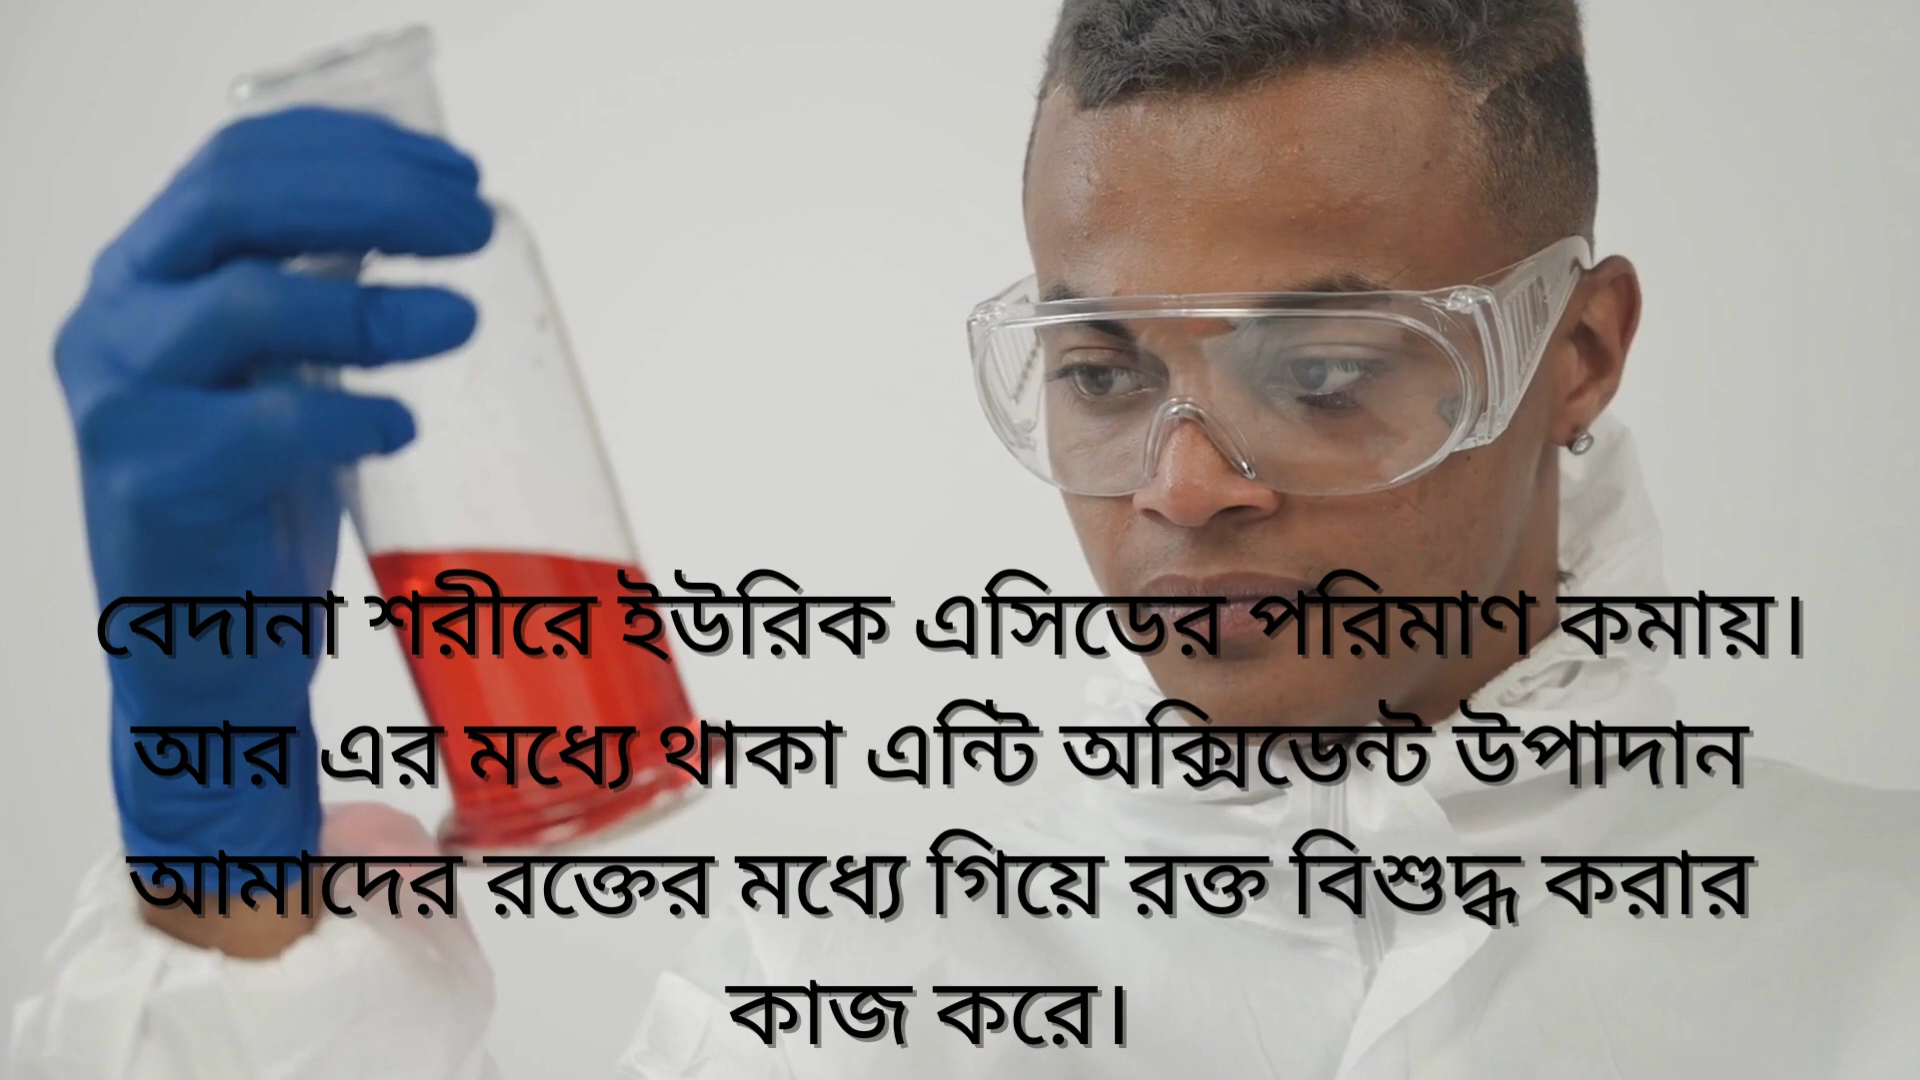 বেদানা শরীরে ইউরিক এসিডের পরিমাণ কমায়।
আর এর মধ্যে থাকা এন্টি অক্সিডেন্ট উপাদান
আমাদের রক্তের মধ্যে গিয়ে রক্ত বিশুদ্ধ করার
কাজ করে।